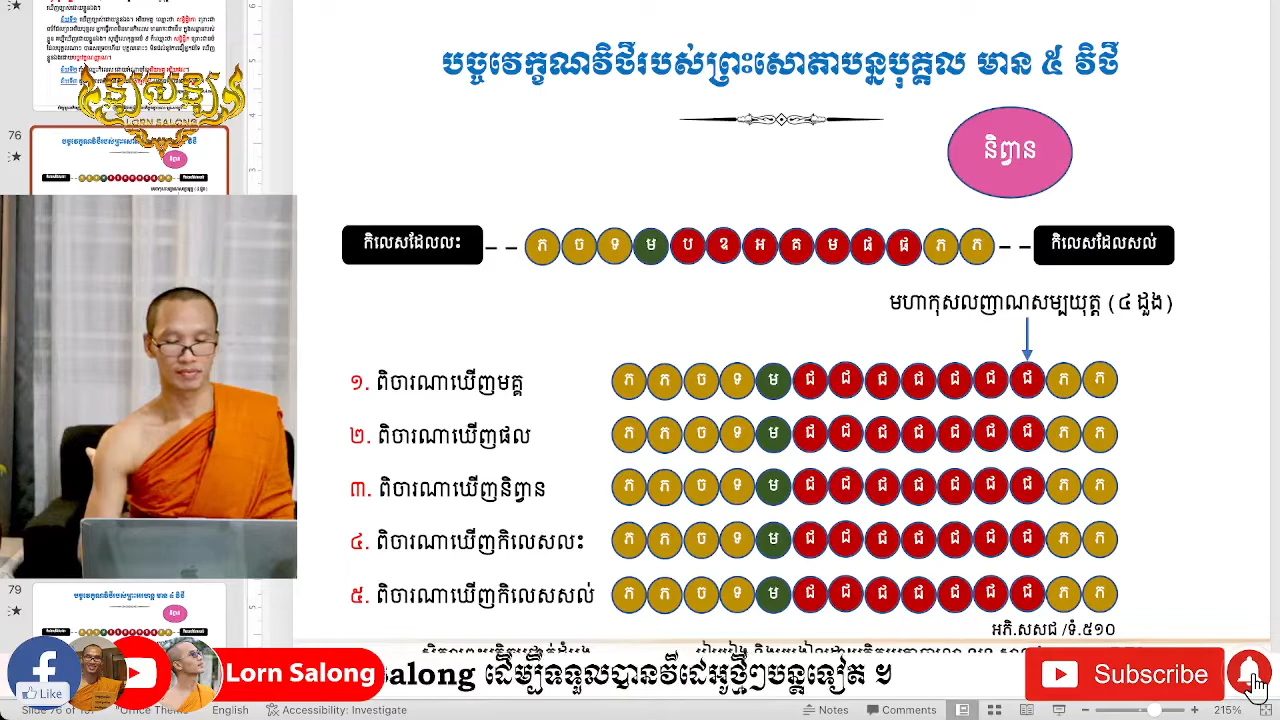 បច្ចវេក្ខណវិថីរបស់ព្រះសោតាបន្នបុគ្គល មាន ៥ វិថី
និព្វាន
កិលេសដែលលះ
ភ ច ទ ម ប ឧ អ គ ម ផ ផ ភ ភ
កិលេសដែលសល់
មហាកុសលញាណសម្បយុត្ត (៤ ដួង)
១. ពិចារណាឃើញមគ្គ
ភ ភ ច ទ ម ជ ជ ជ ជ ជ ជ ជ ភ ភ
២. ពិចារណាឃើញផល
ភ ភ ច ទ ម ជ ជ ជ ជ ជ ជ ជ ភ ភ
៣. ពិចារណាឃើញនិព្វាន
ភ ភ ច ទ ម ជ ជ ជ ជ ជ ជ ជ ភ ភ
៤. ពិចារណាឃើញកិលេសលះ
ភ ភ ច ទ ម ជ ជ ជ ជ ជ ជ ជ ភ ភ
៥. ពិចារណាឃើញកិលេសសល់
ភ ភ ច ទ ម ជ ជ ជ ជ ជ ជ ជ ភ ភ
អភិ.សសជ /ទំ.៥១០
LORN SALONG
76
79
Like
Lorn Salong
Salong ដើម្បីទទួលបានវីដេអូថ្មីៗបន្តទៀត ។
Subscribe
Accessibility: Investigate
Notes
Comments
215%